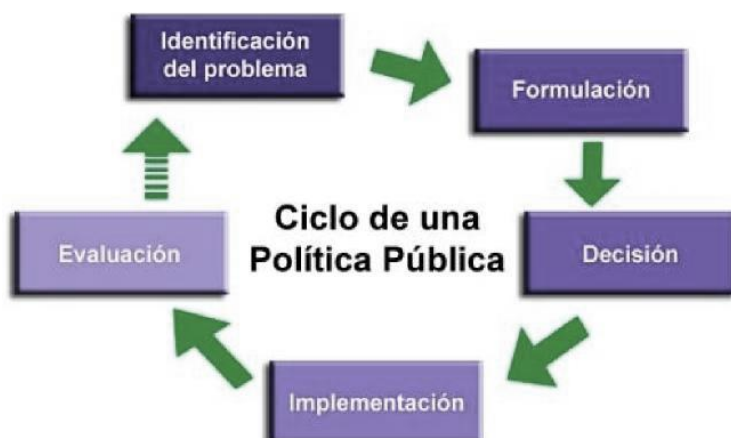 Identificación
del problema
Formulación
Decisión
Implementación
Evaluación
Ciclo de una
Política Pública